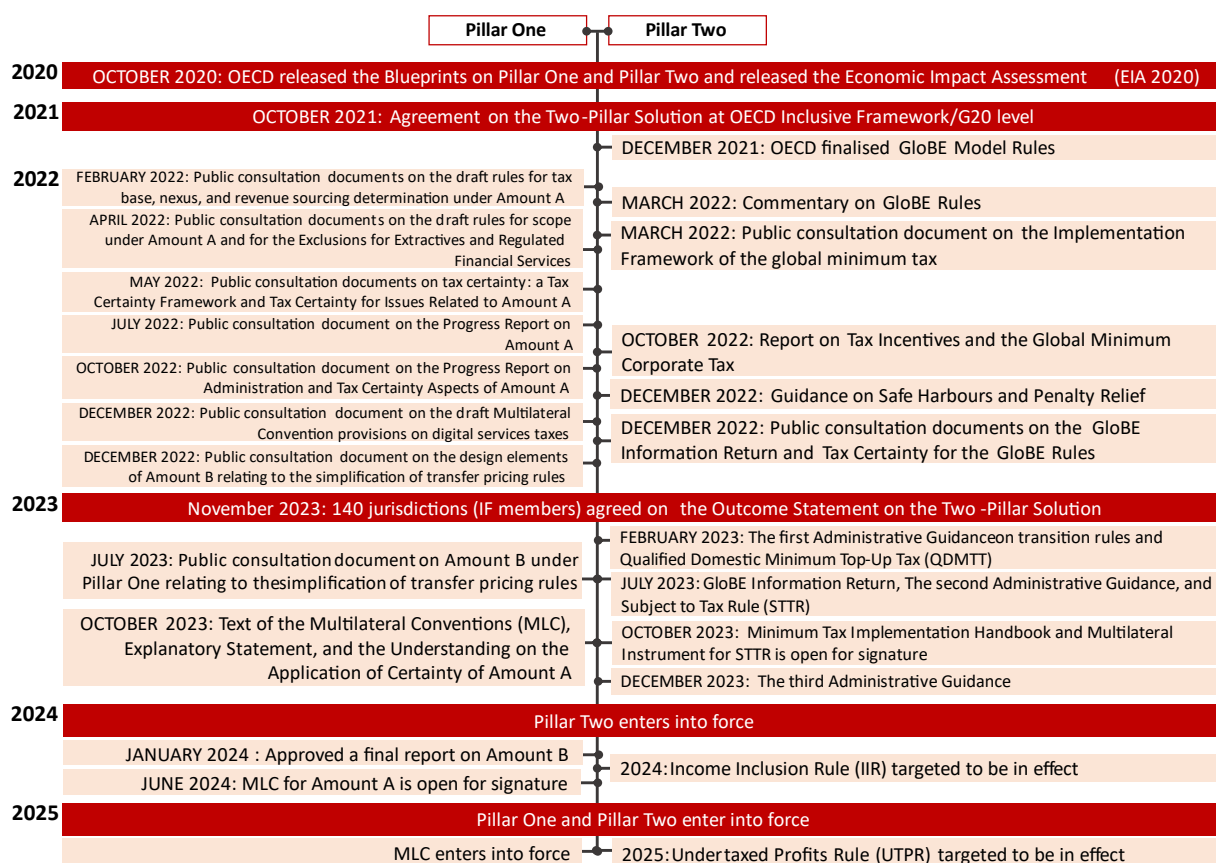 Pillar One
Pillar Two
2020
OCTOBER 2020: OECD released the Blueprints on Pillar One and Pillar Two and released the Economic Impact Assessment (EIA 2020)
2021
OCTOBER 2021: Agreement on the Two-Pillar Solution at OECD Inclusive Framework/G20 level
DECEMBER 2021: OECD finalised GloBE Model Rules
2022
FEBRUARY 2022: Public consultation documents on the draft rules for tax
base, nexus, and revenue sourcing determination under Amount A
MARCH 2022: Commentary on GloBE Rules
APRIL 2022: Public consultation documents on the draft rules for scope
under Amount A and for the Exclusions for Extractives and Regulated
Financial Services
MARCH 2022: Public consultation document on the Implementation
Framework of the global minimum tax
MAY 2022: Public consultation documents on tax certainty: a Tax
Certainty Framework and Tax Certainty for Issues Related to Amount A
JULY 2022: Public consultation document on the Progress Report on
Amount A
OCTOBER 2022: Report on Tax Incentives and the Global Minimum
Corporate Tax
OCTOBER 2022: Public consultation document on the Progress Report on
Administration and Tax Certainty Aspects of Amount A
DECEMBER 2022: Guidance on Safe Harbours and Penalty Relief
DECEMBER 2022: Public consultation document on the draft Multilateral
Convention provisions on digital services taxes
DECEMBER 2022: Public consultation documents on the GloBE
Information Return and Tax Certainty for the GloBE Rules
DECEMBER 2022: Public consultation document on the design elements
of Amount B relating to the simplification of transfer pricing rules
2023
November 2023: 140 jurisdictions (IF members) agreed on the Outcome Statement on the Two -Pillar Solution
FEBRUARY 2023: The first Administrative Guidanceon transition rules and
Qualified Domestic Minimum Top-Up Tax (QDMTT)
JULY 2023: Public consultation document on Amount B under
Pillar One relating to thesimplification of transfer pricing rules
JULY 2023: GloBE Information Return, The second Administrative Guidance, and
Subject to Tax Rule (STTR)
OCTOBER 2023: Text of the Multilateral Conventions (MLC),
Explanatory Statement, and the Understanding on the
Application of Certainty of Amount A
OCTOBER 2023: Minimum Tax Implementation Handbook and Multilateral
Instrument for STTR is open for signature
DECEMBER 2023: The third Administrative Guidance
2024
Pillar Two enters into force
JANUARY 2024 : Approved a final report on Amount B
JUNE 2024: MLC for Amount A is open for signature
2024:Income Inclusion Rule (IIR) targeted to be in effect
2025
Pillar One and Pillar Two enter into force
MLC enters into force
2025:Undertaxed Profits Rule (UTPR) targeted to be in effect